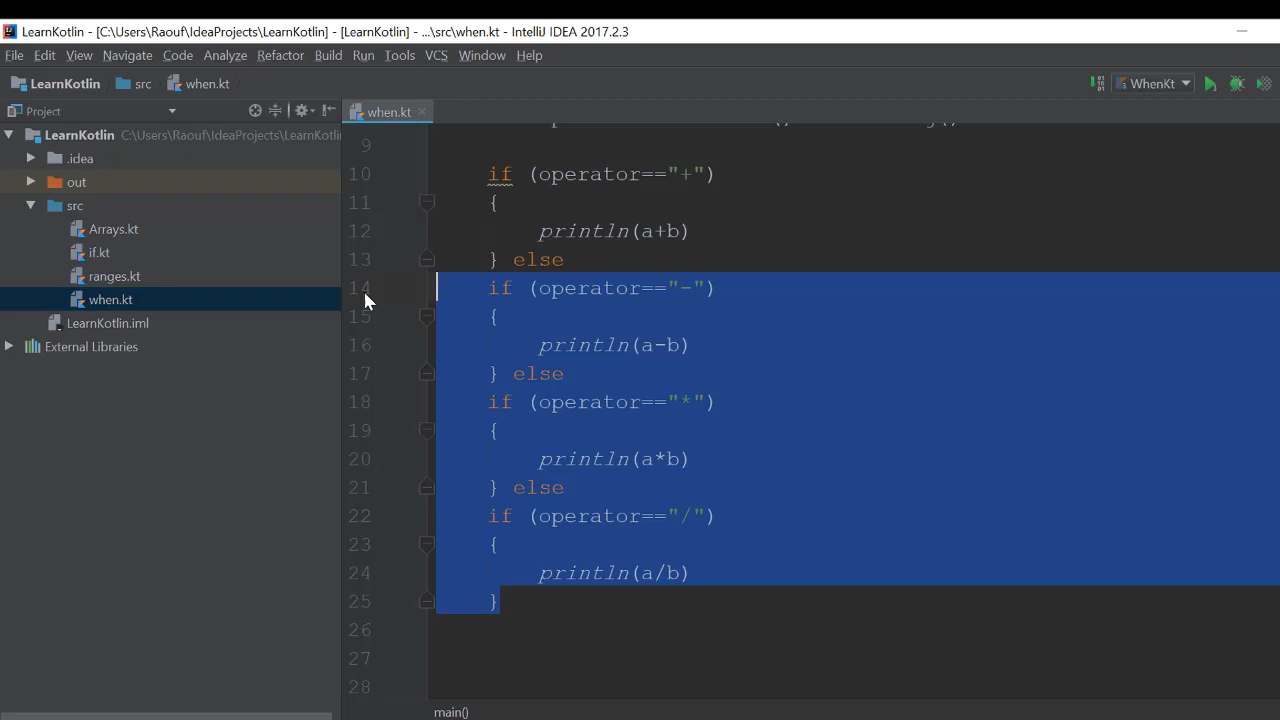 LearnKotlin - [C:\Users\Raouf\IdeaProjects\LearnKotlin] - [LearnKotlin] - ...\src\when.kt - IntelliJ IDEA 2017.2.3
File Edit View Navigate Code Analyze Refactor Build Run Tools VCS Window Help
LearnKotlin src when.kt WhenKt
Project when.kt
LearnKotlin C:\Users\Raouf\IdeaProjects\LearnKotli
.idea
out
src
Arrays.kt
if.kt
ranges.kt
when.kt
LearnKotlin.iml
External Libraries
9
10 if (operator=="+")
11 {
12 println(a+b)
13 } else
14 if (operator=="-")
15 {
16 println(a-b)
17 } else
18 if (operator=="*")
19 {
20 println(a*b)
21 } else
22 if (operator=="/")
23 {
24 println(a/b)
25 }
26
27
28
main()